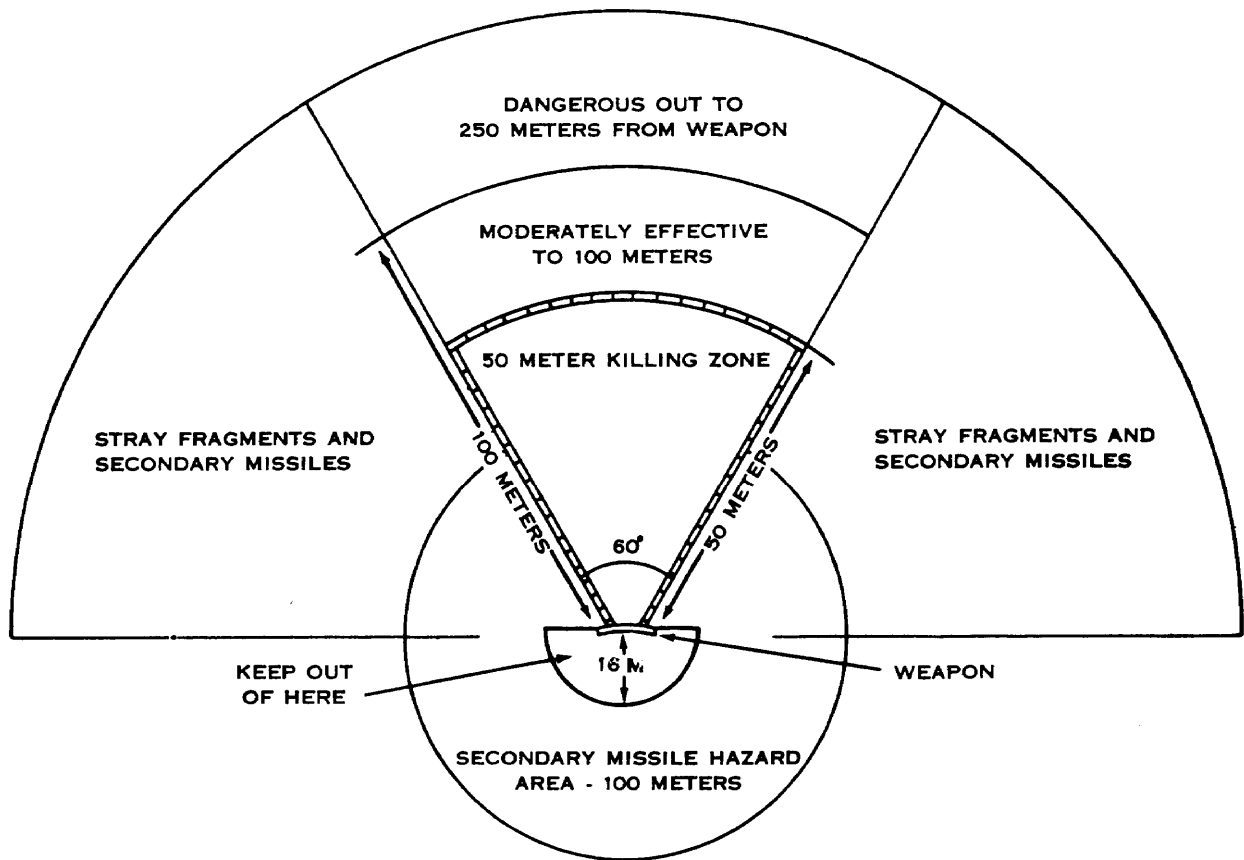 DANGEROUS OUT TO
250 METERS FROM WEAPON
MODERATELY EFFECTIVE
TO 100 METERS
50 METER KILLING ZONE
STRAY FRAGMENTS AND
SECONDARY MISSILES
STRAY FRAGMENTS AND
SECONDARY MISSILES
100 METERS
50 METERS
60°
16 M
KEEP OUT
OF HERE
WEAPON
SECONDARY MISSILE HAZARD
AREA - 100 METERS